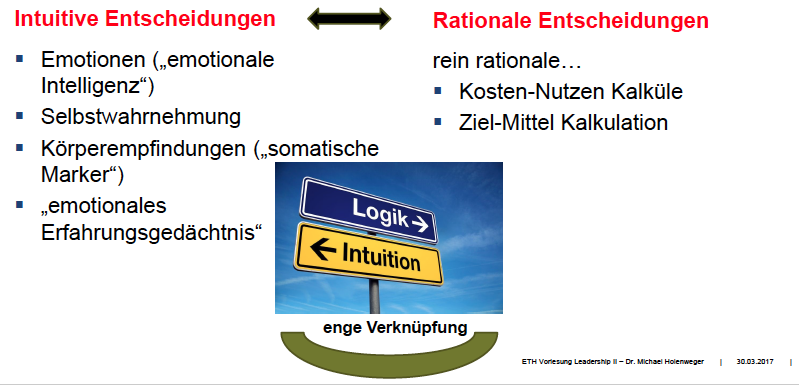 Intuitive Entscheidungen
Rationale Entscheidungen
▪ Emotionen („emotionale
Intelligenz“)
▪ Selbstwahrnehmung
▪ Körperempfindungen („somatische
Marker“)
▪ „emotionales
Erfahrungsgedächtnis“
rein rationale…
▪ Kosten-Nutzen Kalküle
▪ Ziel-Mittel Kalkulation
Logik →
← Intuition
enge Verknüpfung
ETH Vorlesung Leadership II – Dr. Michael Holenweger | 30.03.2017 |